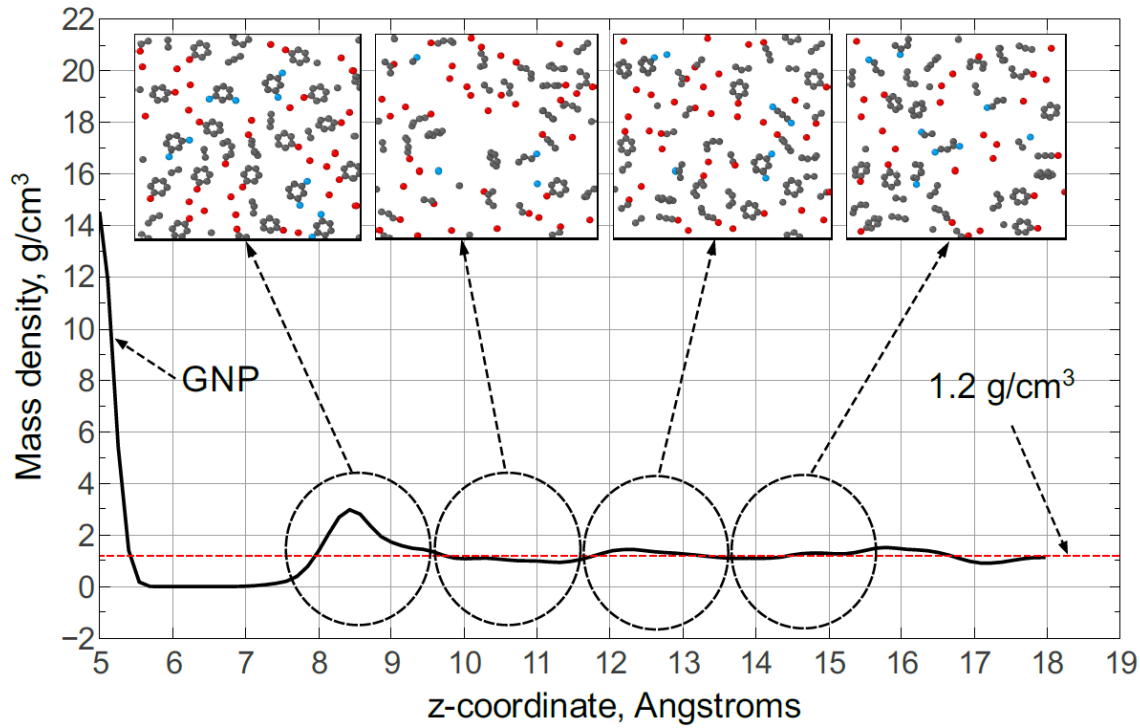 22
20
18
16
14
12
10
8
6
4
2
0
−2
Mass density, g/cm³
GNP
1.2 g/cm³
5 6 7 8 9 10 11 12 13 14 15 16 17 18 19
z-coordinate, Angstroms